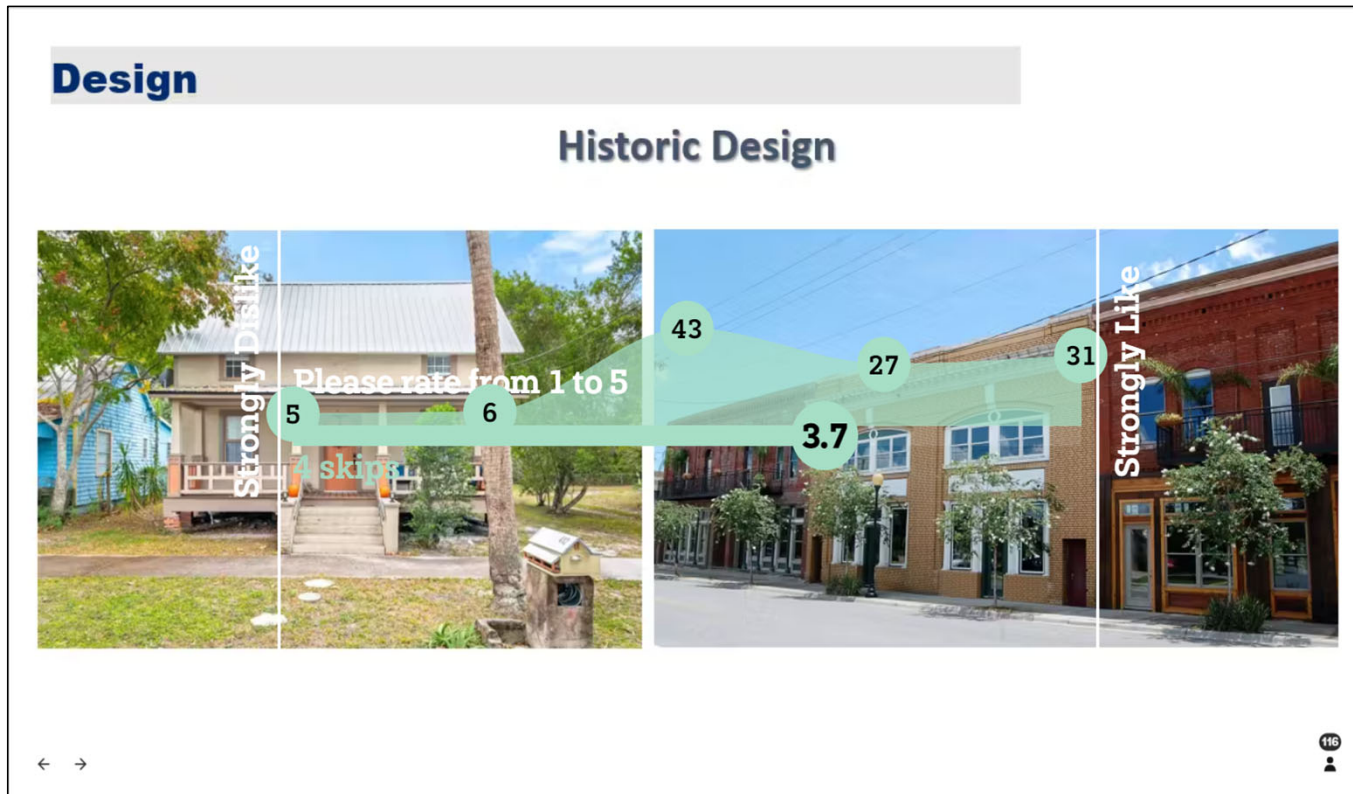 Design
Historic Design
Strongly Dislike
Please rate from 1 to 5
4 skips
5
6
43
27
31
3.7
Strongly Like
116